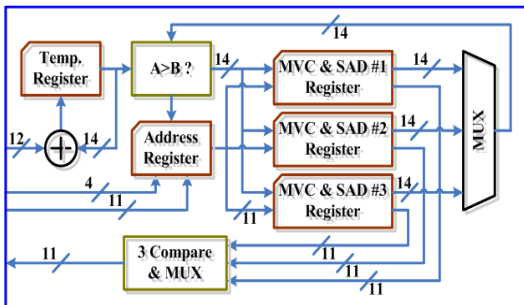 14
Temp.
Register
A>B ?
14
MVC & SAD #1
Register
14
12
14
Address
Register
MVC & SAD #2
Register
14
MUX
4
11
11
MVC & SAD #3
Register
14
11
3 Compare
& MUX
11
11
11